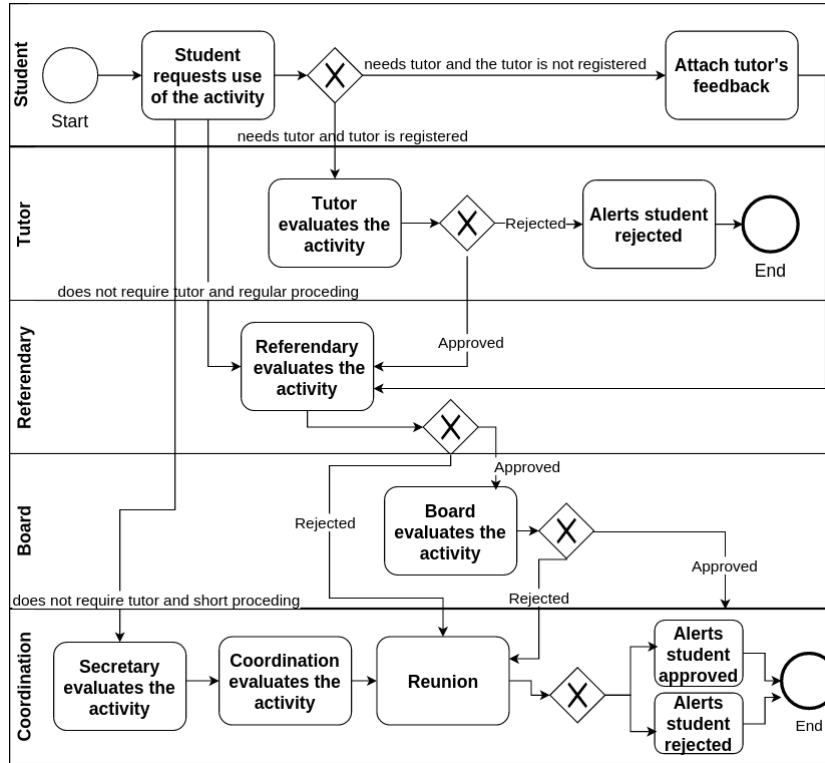 Student
Start
Student
requests use
of the activity
needs tutor and the tutor is not registered
Attach tutor's
feedback
needs tutor and tutor is registered
Tutor
Tutor
evaluates the
activity
Rejected
Alerts student
rejected
End
does not require tutor and regular proceding
Referendary
Referendary
evaluates the
activity
Approved
Board
Approved
Rejected
Board
evaluates the
activity
Approved
Rejected
does not require tutor and short proceding
Coordination
Secretary
evaluates the
activity
Coordination
evaluates the
activity
Reunion
Alerts
student
approved
Alerts
student
rejected
End